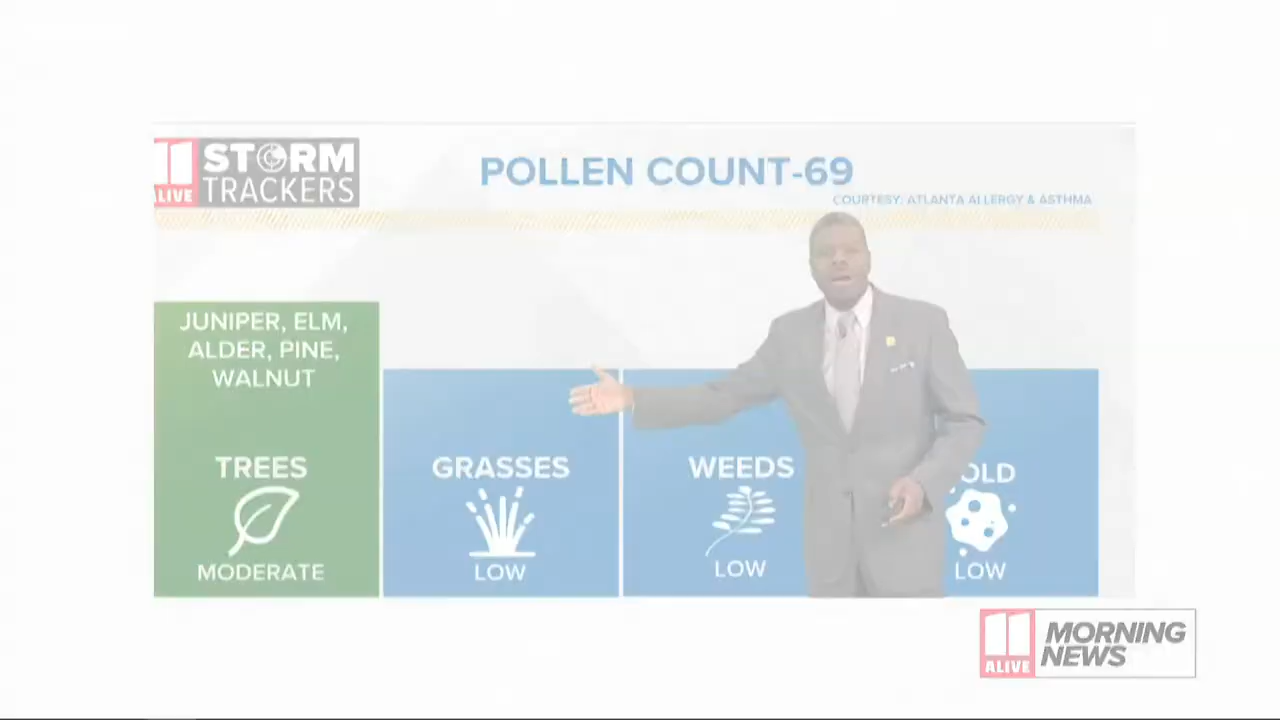 11 ALIVE
STORM
TRACKERS
POLLEN COUNT-69
COURTESY: ATLANTA ALLERGY & ASTHMA
JUNIPER, ELM,
ALDER, PINE,
WALNUT
TREES
MODERATE
GRASSES
LOW
WEEDS
LOW
OLD
LOW
11 ALIVE
MORNING
NEWS